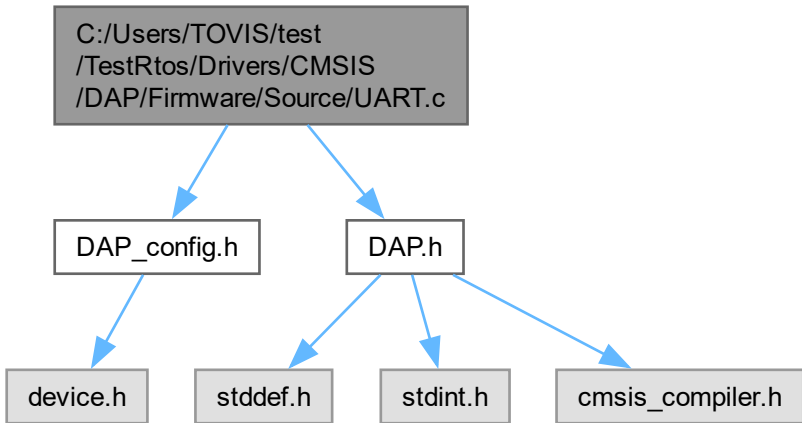 C:/Users/TOVIS/test
/TestRtos/Drivers/CMSIS
/DAP/Firmware/Source/UART.c
DAP_config.h
DAP.h
device.h
stddef.h
stdint.h
cmsis_compiler.h